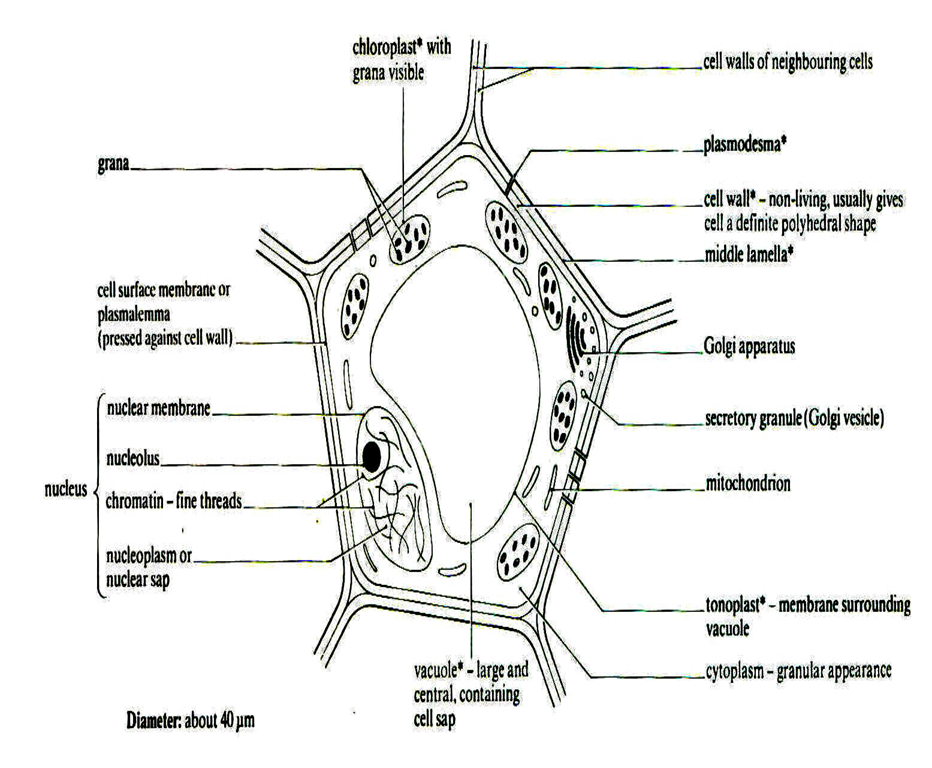 chloroplast* with
grana visible
cell walls of neighbouring cells
plasmodesma*
grana
cell wall* – non-living, usually gives
cell a definite polyhedral shape
middle lamella*
cell surface membrane or
plasmalemma
(pressed against cell wall)
Golgi apparatus
nuclear membrane
secretory granule (Golgi vesicle)
nucleolus
nucleus
mitochondrion
chromatin – fine threads
nucleoplasm or
nuclear sap
tonoplast* – membrane surrounding
vacuole
vacuole* – large and
central, containing
cell sap
cytoplasm – granular appearance
Diameter: about 40 µm